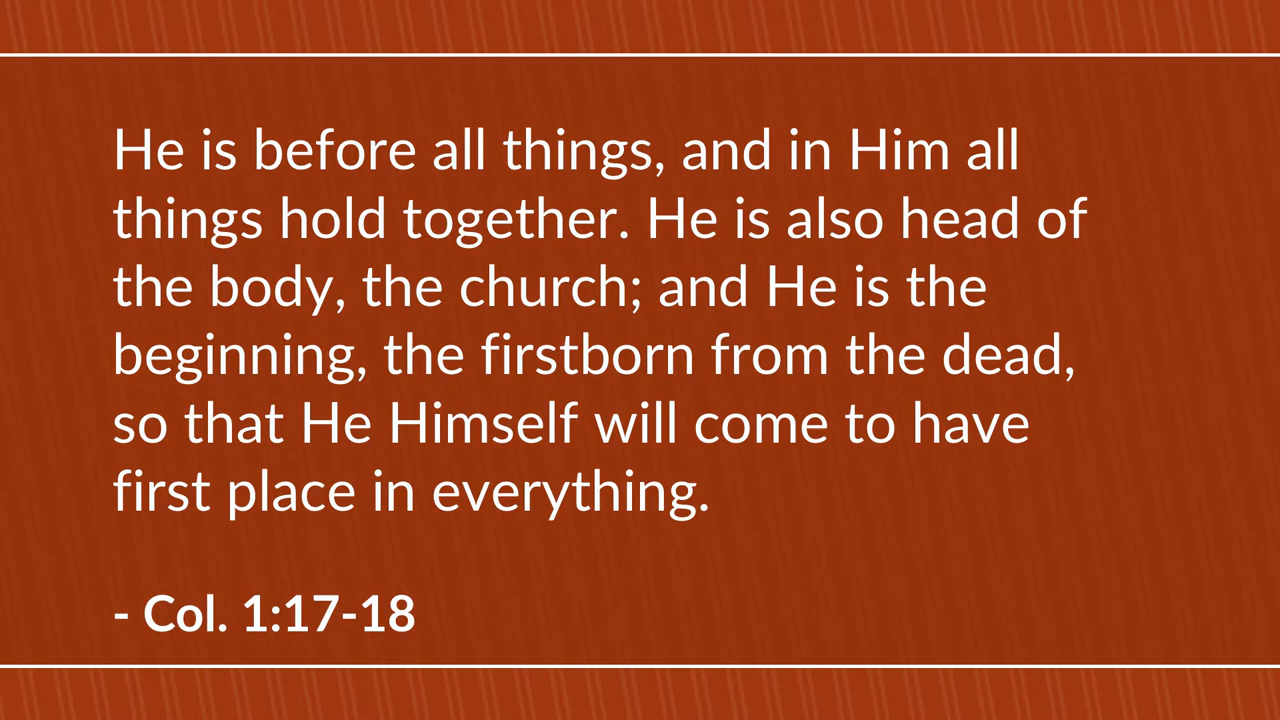 He is before all things, and in Him all
things hold together. He is also head of
the body, the church; and He is the
beginning, the firstborn from the dead,
so that He Himself will come to have
first place in everything.
- Col. 1:17-18